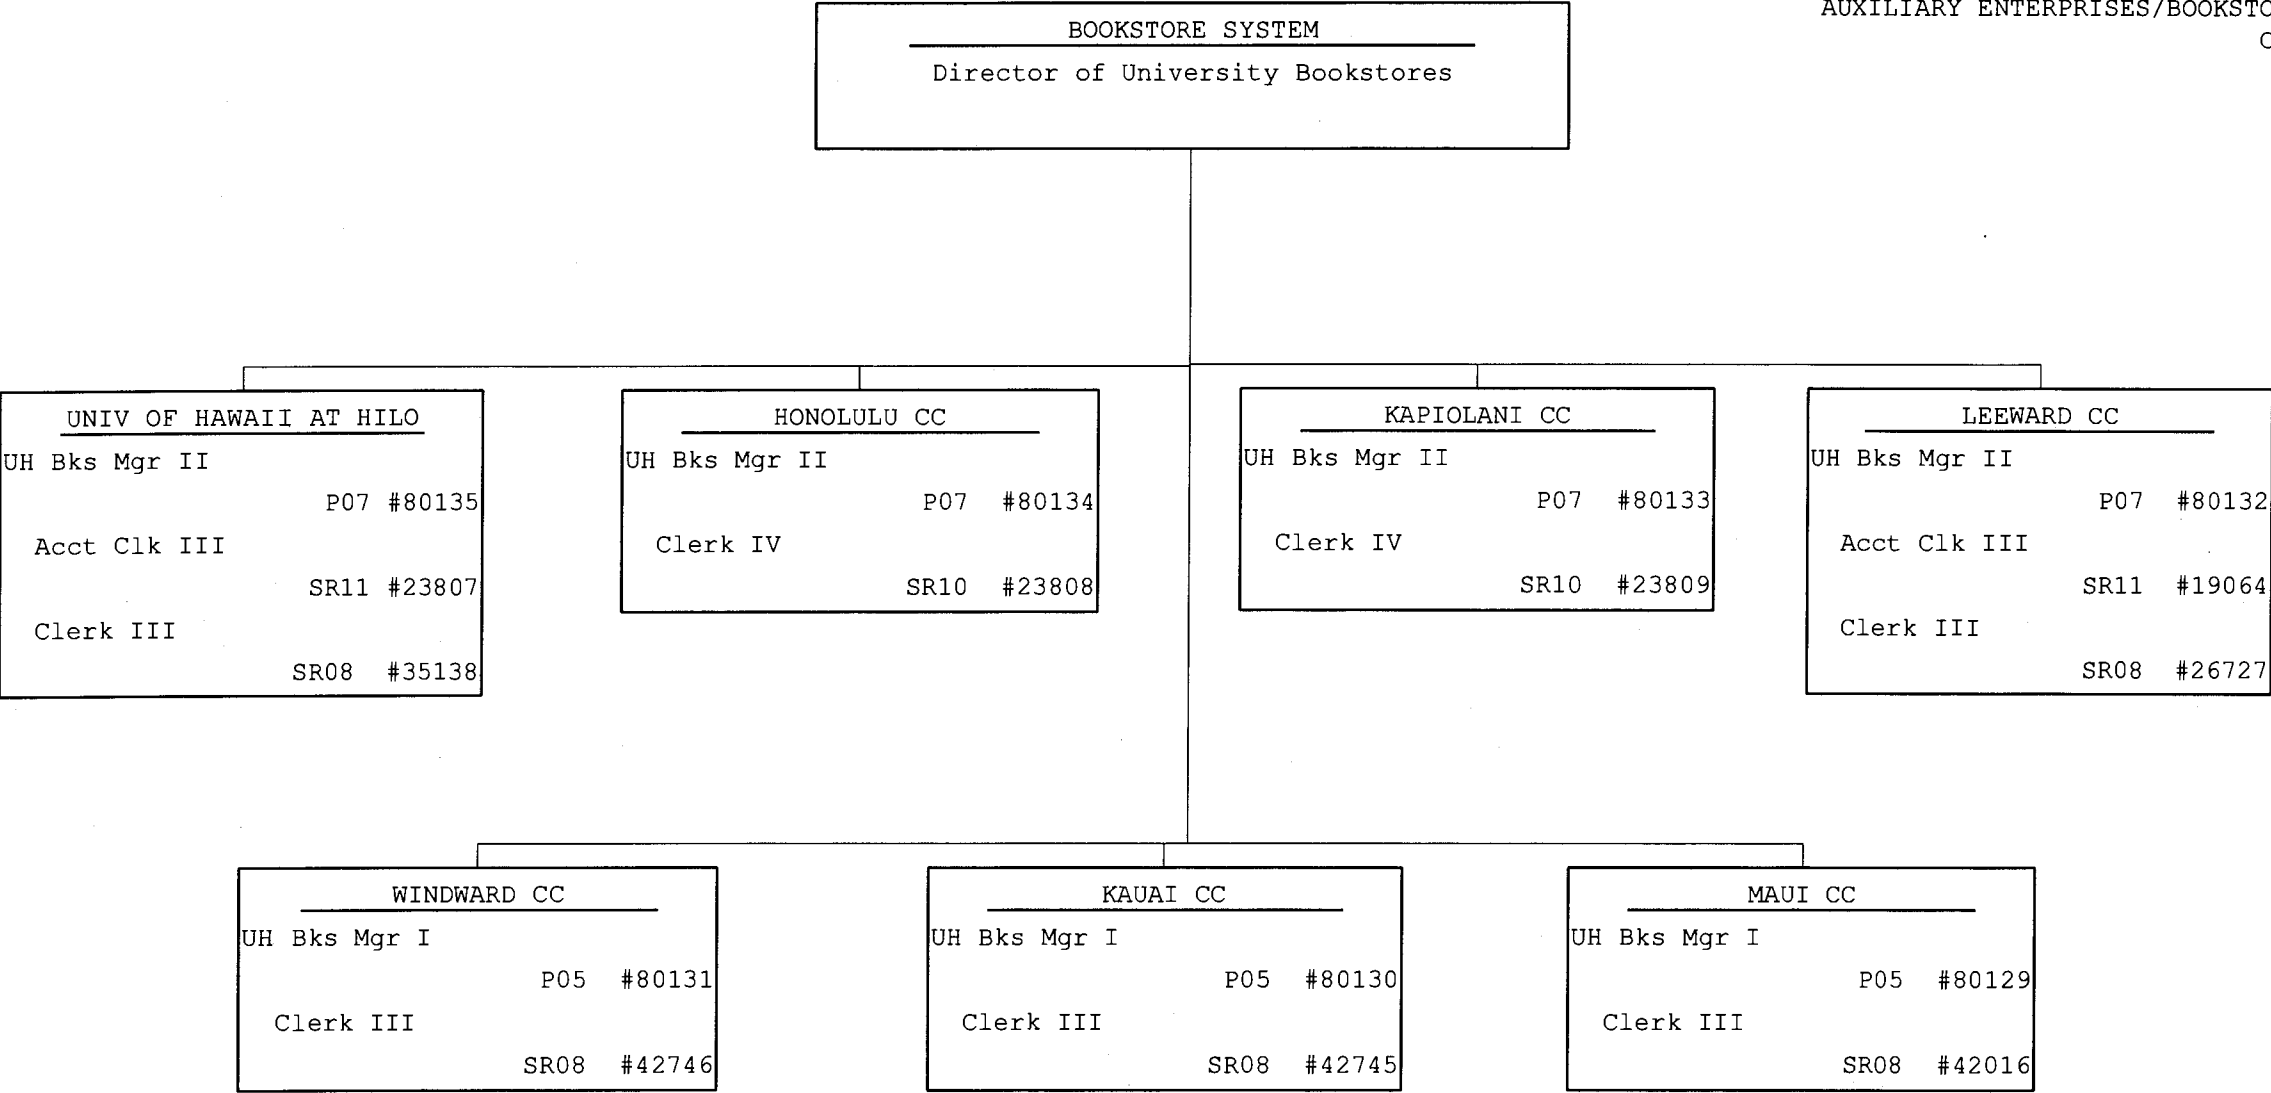 AUXILIARY ENTERPRISES/BOOKSTO
BOOKSTORE SYSTEM
Director of University Bookstores
UNIV OF HAWAII AT HILO
UH Bks Mgr II
P07 #80135
Acct Clk III
SR11 #23807
Clerk III
SR08 #35138
HONOLULU CC
UH Bks Mgr II
P07 #80134
Clerk IV
SR10 #23808
KAPIOLANI CC
UH Bks Mgr II
P07 #80133
Clerk IV
SR10 #23809
LEEWARD CC
UH Bks Mgr II
P07 #80132
Acct Clk III
SR11 #19064
Clerk III
SR08 #26727
WINDWARD CC
UH Bks Mgr I
P05 #80131
Clerk III
SR08 #42746
KAUAI CC
UH Bks Mgr I
P05 #80130
Clerk III
SR08 #42745
MAUI CC
UH Bks Mgr I
P05 #80129
Clerk III
SR08 #42016